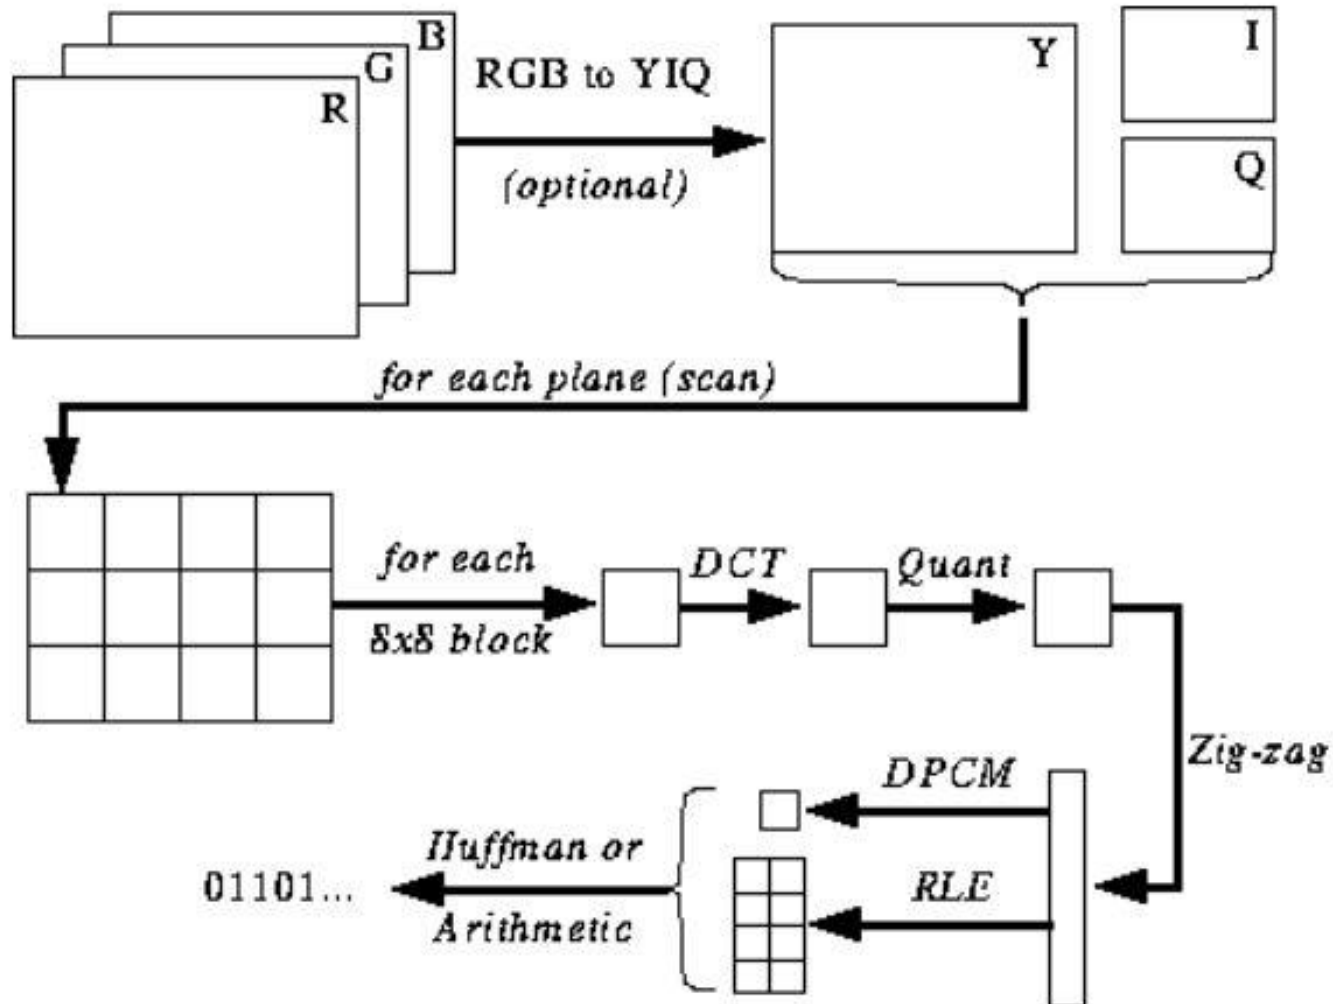 B
G
R
RGB to YIQ
(optional)
Y
I
Q
for each plane (scan)
for each
8x8 block
DCT
Quant
Zig-zag
DPCM
RLE
Huffman or
Arithmetic
01101...